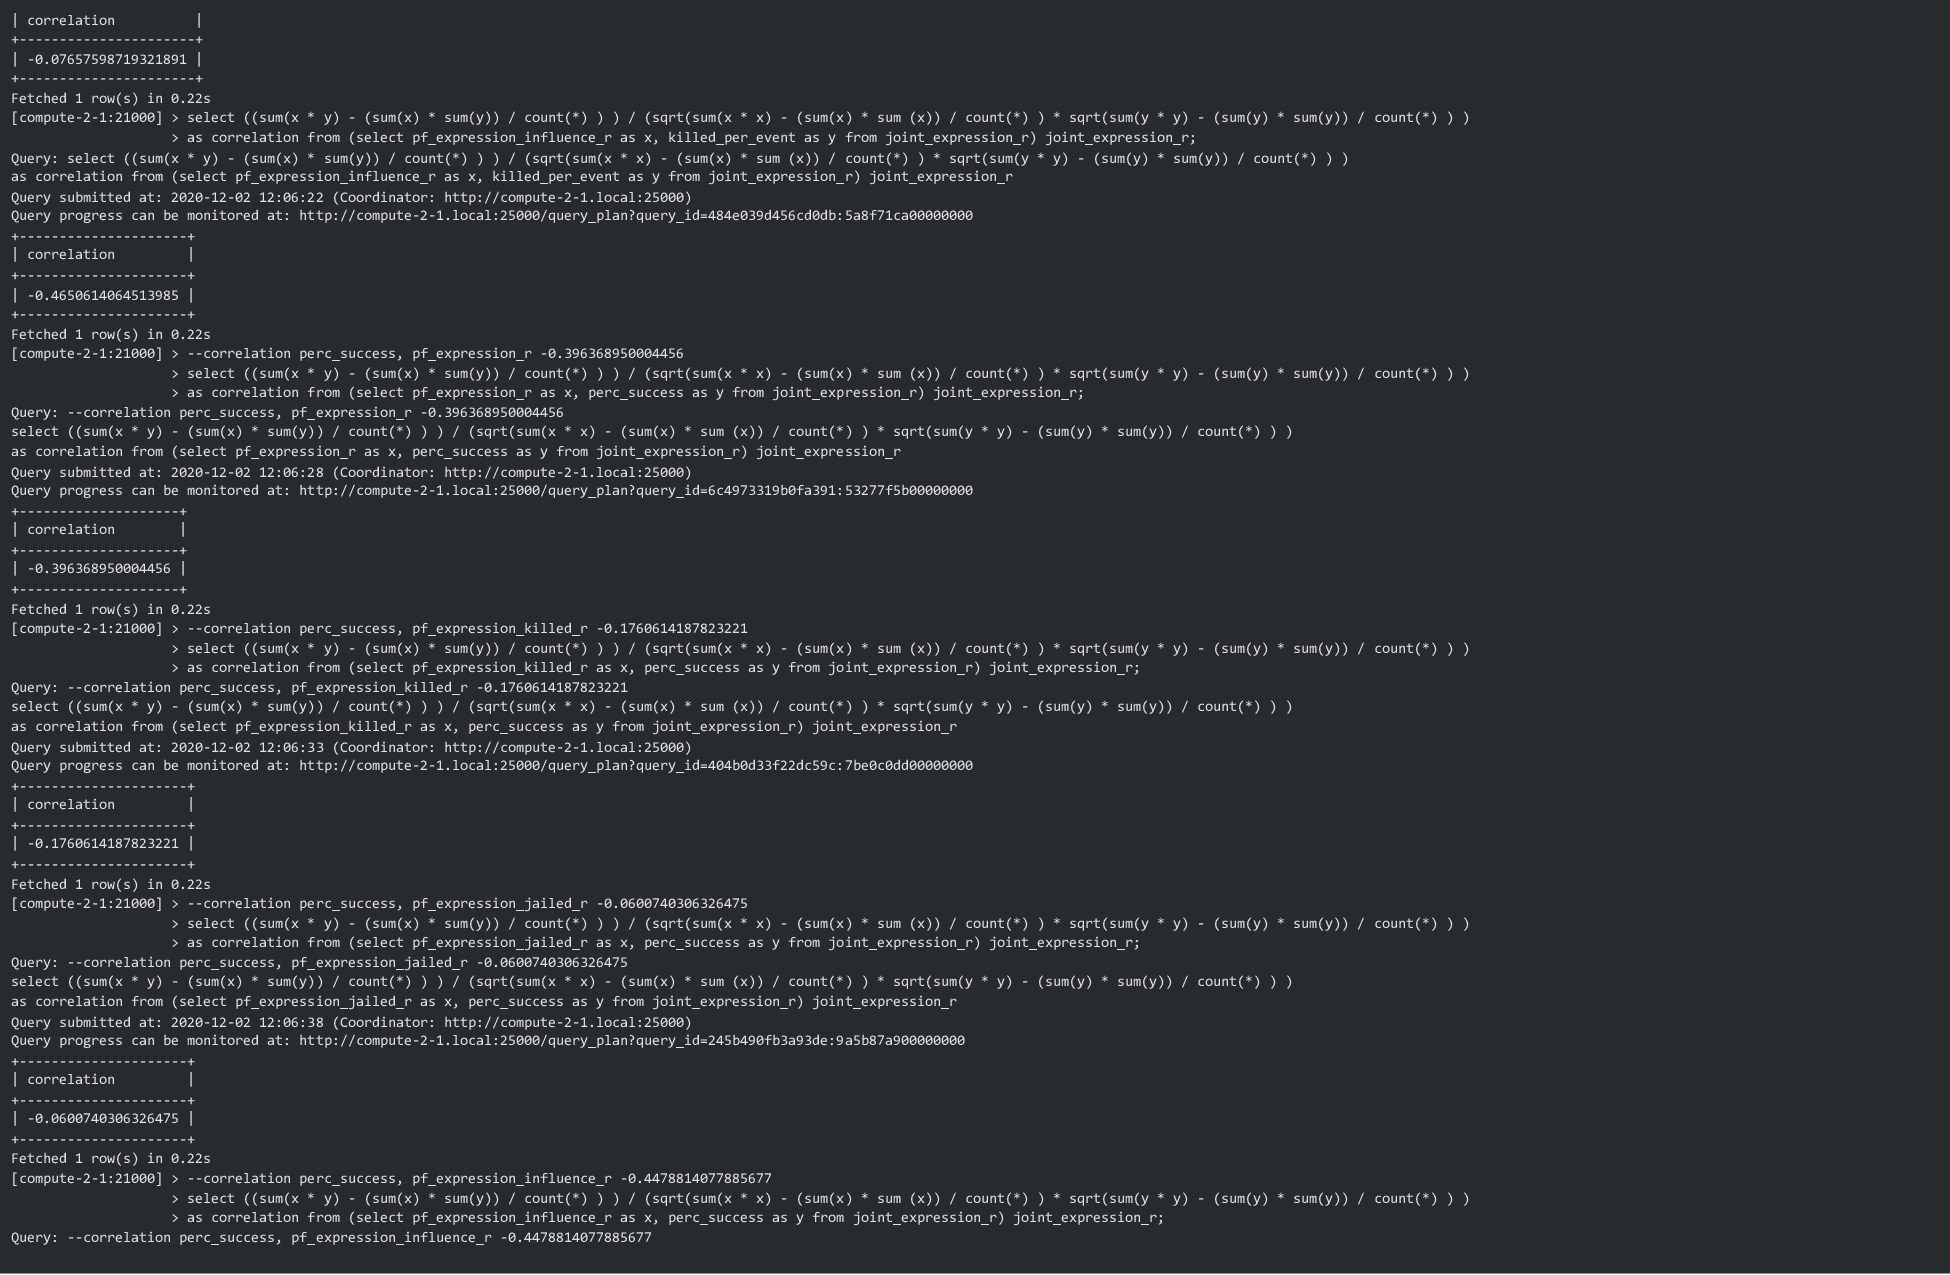 | correlation          |
+----------------------+
| -0.07657598719321891 |
+----------------------+
Fetched 1 row(s) in 0.22s
[compute-2-1:21000] > select ((sum(x * y) - (sum(x) * sum(y)) / count(*) ) ) / (sqrt(sum(x * x) - (sum(x) * sum (x)) / count(*) ) * sqrt(sum(y * y) - (sum(y) * sum(y)) / count(*) ) )
                    > as correlation from (select pf_expression_influence_r as x, killed_per_event as y from joint_expression_r) joint_expression_r;
Query: select ((sum(x * y) - (sum(x) * sum(y)) / count(*) ) ) / (sqrt(sum(x * x) - (sum(x) * sum (x)) / count(*) ) * sqrt(sum(y * y) - (sum(y) * sum(y)) / count(*) ) )
as correlation from (select pf_expression_influence_r as x, killed_per_event as y from joint_expression_r) joint_expression_r
Query submitted at: 2020-12-02 12:06:22 (Coordinator: http://compute-2-1.local:25000)
Query progress can be monitored at: http://compute-2-1.local:25000/query_plan?query_id=484e039d456cd0db:5a8f71ca00000000
+---------------------+
| correlation         |
+---------------------+
| -0.4650614064513985 |
+---------------------+
Fetched 1 row(s) in 0.22s
[compute-2-1:21000] > --correlation perc_success, pf_expression_r -0.396368950004456
                    > select ((sum(x * y) - (sum(x) * sum(y)) / count(*) ) ) / (sqrt(sum(x * x) - (sum(x) * sum (x)) / count(*) ) * sqrt(sum(y * y) - (sum(y) * sum(y)) / count(*) ) )
                    > as correlation from (select pf_expression_r as x, perc_success as y from joint_expression_r) joint_expression_r;
Query: --correlation perc_success, pf_expression_r -0.396368950004456
select ((sum(x * y) - (sum(x) * sum(y)) / count(*) ) ) / (sqrt(sum(x * x) - (sum(x) * sum (x)) / count(*) ) * sqrt(sum(y * y) - (sum(y) * sum(y)) / count(*) ) )
as correlation from (select pf_expression_r as x, perc_success as y from joint_expression_r) joint_expression_r
Query submitted at: 2020-12-02 12:06:28 (Coordinator: http://compute-2-1.local:25000)
Query progress can be monitored at: http://compute-2-1.local:25000/query_plan?query_id=6c4973319b0fa391:53277f5b00000000
+--------------------+
| correlation        |
+--------------------+
| -0.396368950004456 |
+--------------------+
Fetched 1 row(s) in 0.22s
[compute-2-1:21000] > --correlation perc_success, pf_expression_killed_r -0.1760614187823221
                    > select ((sum(x * y) - (sum(x) * sum(y)) / count(*) ) ) / (sqrt(sum(x * x) - (sum(x) * sum (x)) / count(*) ) * sqrt(sum(y * y) - (sum(y) * sum(y)) / count(*) ) )
                    > as correlation from (select pf_expression_killed_r as x, perc_success as y from joint_expression_r) joint_expression_r;
Query: --correlation perc_success, pf_expression_killed_r -0.1760614187823221
select ((sum(x * y) - (sum(x) * sum(y)) / count(*) ) ) / (sqrt(sum(x * x) - (sum(x) * sum (x)) / count(*) ) * sqrt(sum(y * y) - (sum(y) * sum(y)) / count(*) ) )
as correlation from (select pf_expression_killed_r as x, perc_success as y from joint_expression_r) joint_expression_r
Query submitted at: 2020-12-02 12:06:33 (Coordinator: http://compute-2-1.local:25000)
Query progress can be monitored at: http://compute-2-1.local:25000/query_plan?query_id=404b0d33f22dc59c:7be0c0dd00000000
+---------------------+
| correlation         |
+---------------------+
| -0.1760614187823221 |
+---------------------+
Fetched 1 row(s) in 0.22s
[compute-2-1:21000] > --correlation perc_success, pf_expression_jailed_r -0.0600740306326475
                    > select ((sum(x * y) - (sum(x) * sum(y)) / count(*) ) ) / (sqrt(sum(x * x) - (sum(x) * sum (x)) / count(*) ) * sqrt(sum(y * y) - (sum(y) * sum(y)) / count(*) ) )
                    > as correlation from (select pf_expression_jailed_r as x, perc_success as y from joint_expression_r) joint_expression_r;
Query: --correlation perc_success, pf_expression_jailed_r -0.0600740306326475
select ((sum(x * y) - (sum(x) * sum(y)) / count(*) ) ) / (sqrt(sum(x * x) - (sum(x) * sum (x)) / count(*) ) * sqrt(sum(y * y) - (sum(y) * sum(y)) / count(*) ) )
as correlation from (select pf_expression_jailed_r as x, perc_success as y from joint_expression_r) joint_expression_r
Query submitted at: 2020-12-02 12:06:38 (Coordinator: http://compute-2-1.local:25000)
Query progress can be monitored at: http://compute-2-1.local:25000/query_plan?query_id=245b490fb3a93de:9a5b87a900000000
+---------------------+
| correlation         |
+---------------------+
| -0.0600740306326475 |
+---------------------+
Fetched 1 row(s) in 0.22s
[compute-2-1:21000] > --correlation perc_success, pf_expression_influence_r -0.4478814077885677
                    > select ((sum(x * y) - (sum(x) * sum(y)) / count(*) ) ) / (sqrt(sum(x * x) - (sum(x) * sum (x)) / count(*) ) * sqrt(sum(y * y) - (sum(y) * sum(y)) / count(*) ) )
                    > as correlation from (select pf_expression_influence_r as x, perc_success as y from joint_expression_r) joint_expression_r;
Query: --correlation perc_success, pf_expression_influence_r -0.4478814077885677